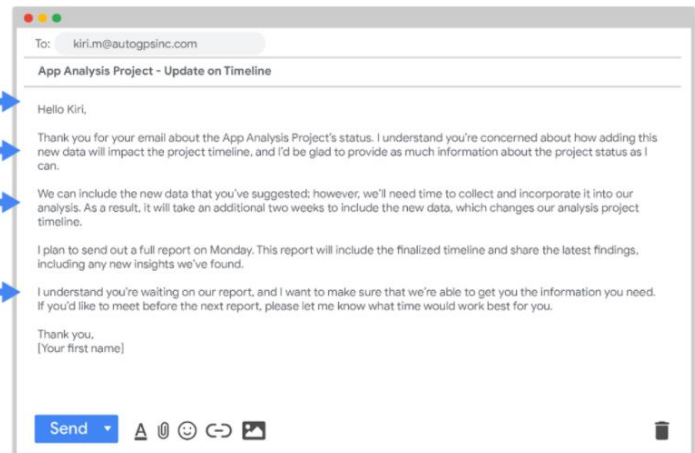 To: kiri.m@autogpsinc.com
App Analysis Project - Update on Timeline
Hello Kiri,
Thank you for your email about the App Analysis Project's status. I understand you're concerned about how adding this
new data will impact the project timeline, and I'd be glad to provide as much information about the project status as I
can.
We can include the new data that you've suggested; however, we'll need time to collect and incorporate it into our
analysis. As a result, it will take an additional two weeks to include the new data, which changes our analysis project
timeline.
I plan to send out a full report on Monday. This report will include the finalized timeline and share the latest findings,
including any new insights we've found.
I understand you're waiting on our report, and I want to make sure that we're able to get you the information you need.
If you'd like to meet before the next report, please let me know what time would work best for you.
Thank you,
[Your first name]
Send
A